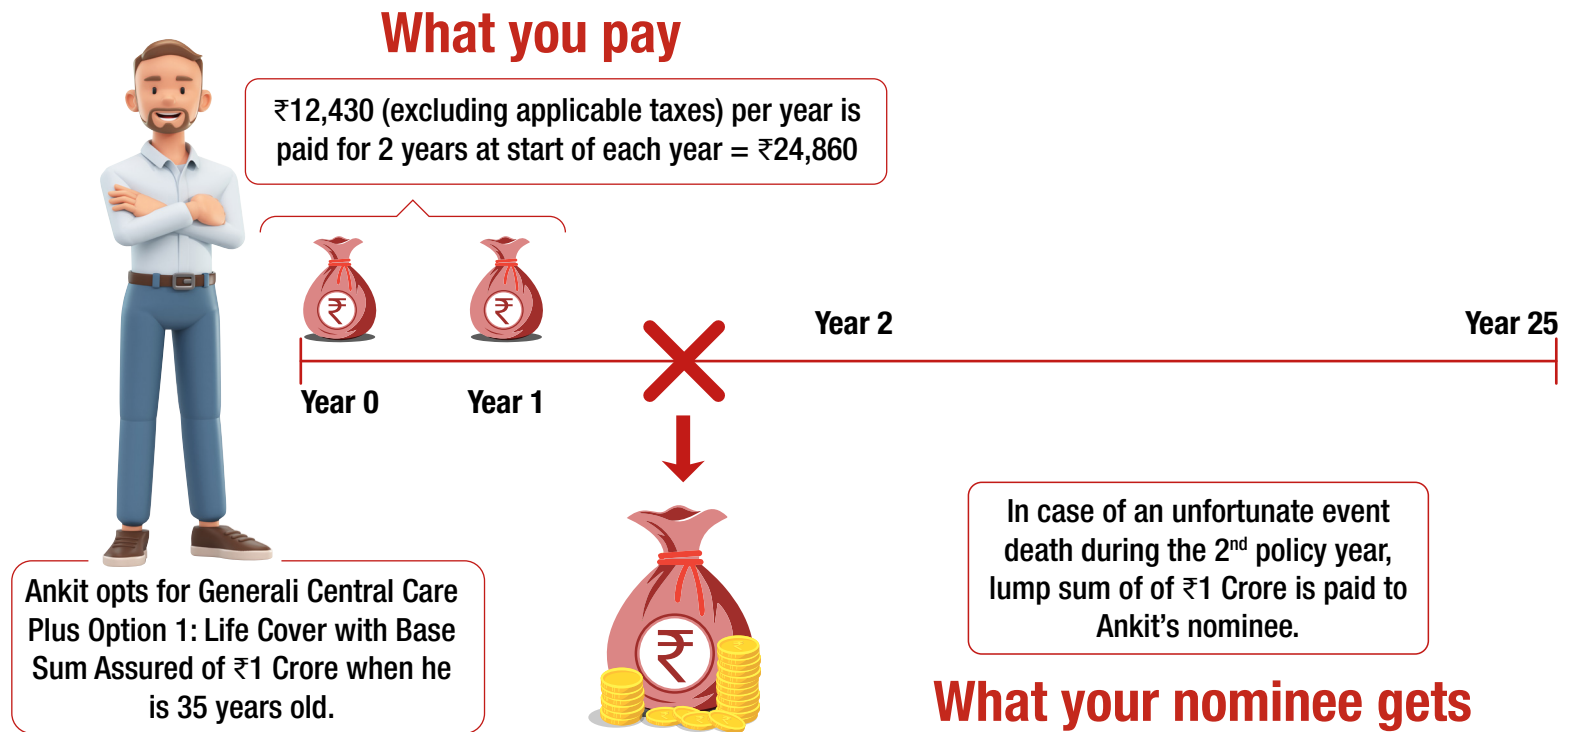 What you pay
₹12,430 (excluding applicable taxes) per year is
paid for 2 years at start of each year = ₹24,860
₹
₹
Year 2
Year 25
Year 0
Year 1
₹
In case of an unfortunate event
death during the 2nd policy year,
lump sum of of ₹1 Crore is paid to
Ankit’s nominee.
Ankit opts for Generali Central Care
Plus Option 1: Life Cover with Base
Sum Assured of ₹1 Crore when he
is 35 years old.
What your nominee gets